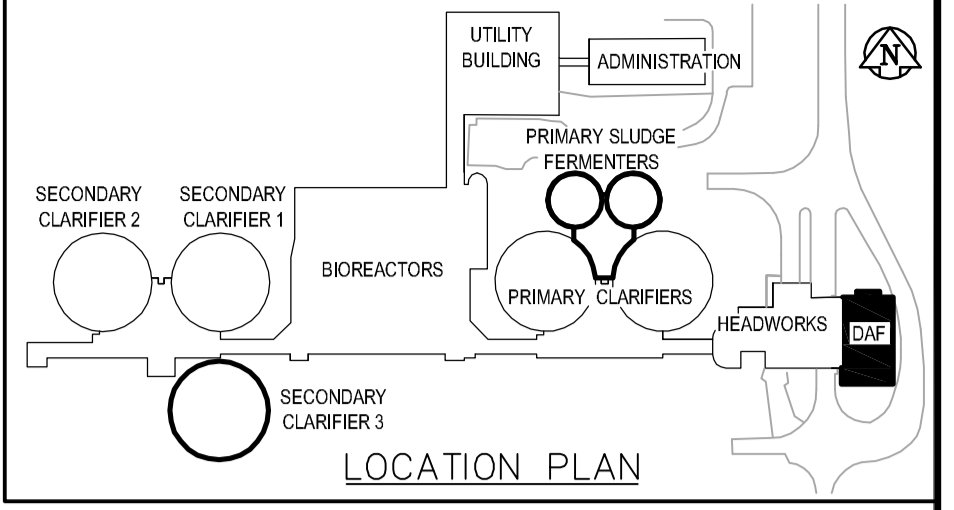 UTILITY
BUILDING
ADMINISTRATION
N
PRIMARY SLUDGE
FERMENTERS
SECONDARY
CLARIFIER 2
SECONDARY
CLARIFIER 1
BIOREACTORS
PRIMARY CLARIFIERS
HEADWORKS
DAF
SECONDARY
CLARIFIER 3
LOCATION PLAN